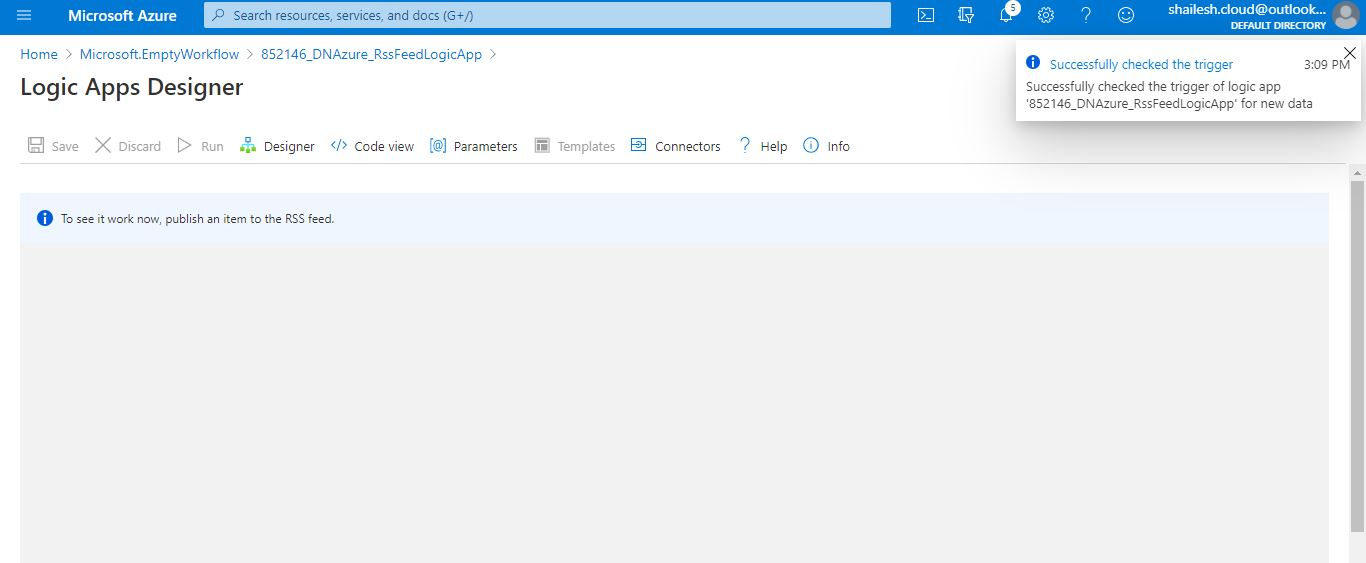 Microsoft Azure
Search resources, services, and docs (G+/)
5
shailesh.cloud@outlook...
DEFAULT DIRECTORY
Home > Microsoft.EmptyWorkflow > 852146_DNAzure_RssFeedLogicApp >
Logic Apps Designer
Successfully checked the trigger 3:09 PM
Successfully checked the trigger of logic app
'852146_DNAzure_RssFeedLogicApp' for new data
Save Discard Run Designer Code view Parameters Templates Connectors Help Info
To see it work now, publish an item to the RSS feed.